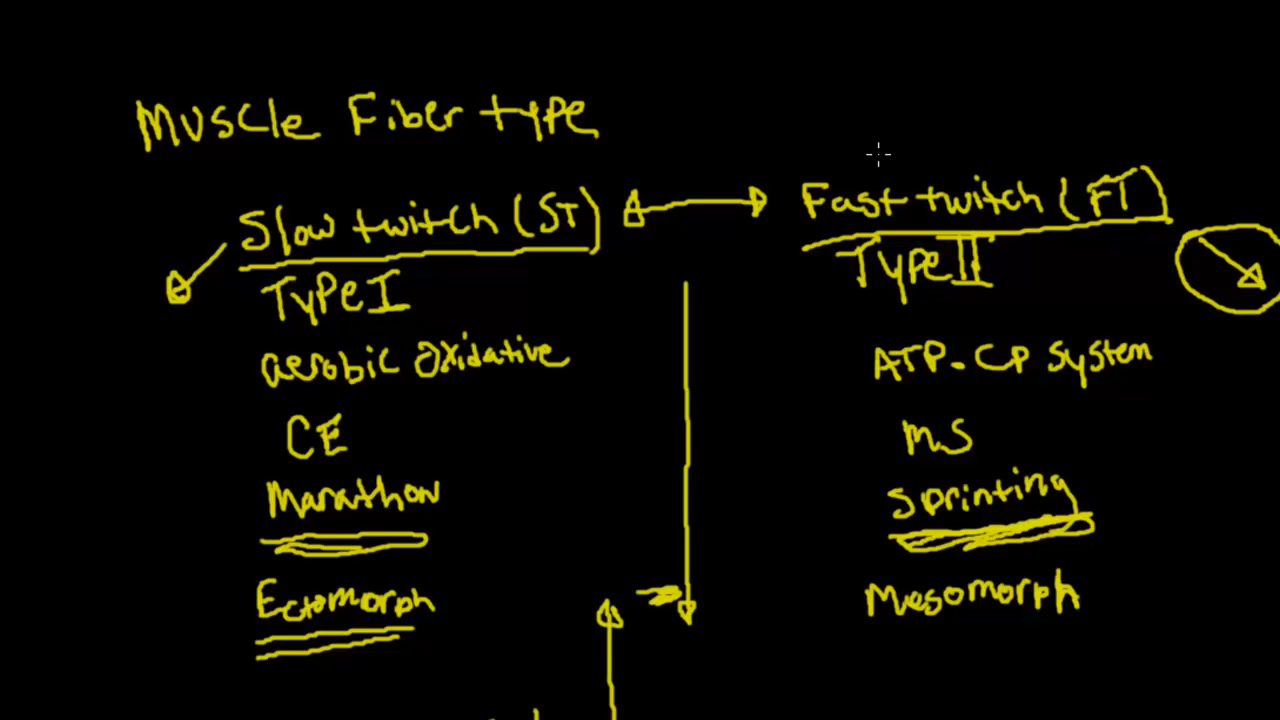 Muscle Fiber type
Slow twitch (ST)
Type I
aerobic Oxidative
CE
Marathon
Ectomorph
Fast twitch (FT)
Type II
ATP-CP System
MS
Sprinting
Mesomorph